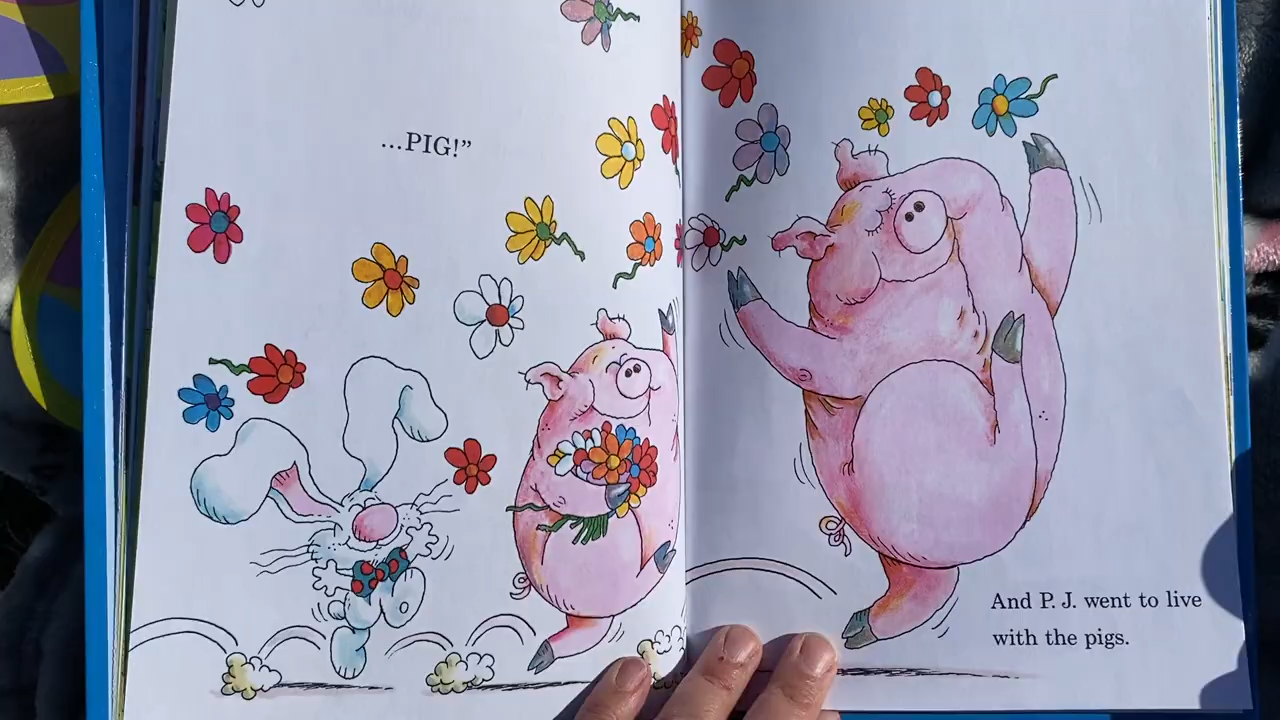 ...PIG!”
And P. J. went to live
with the pigs.